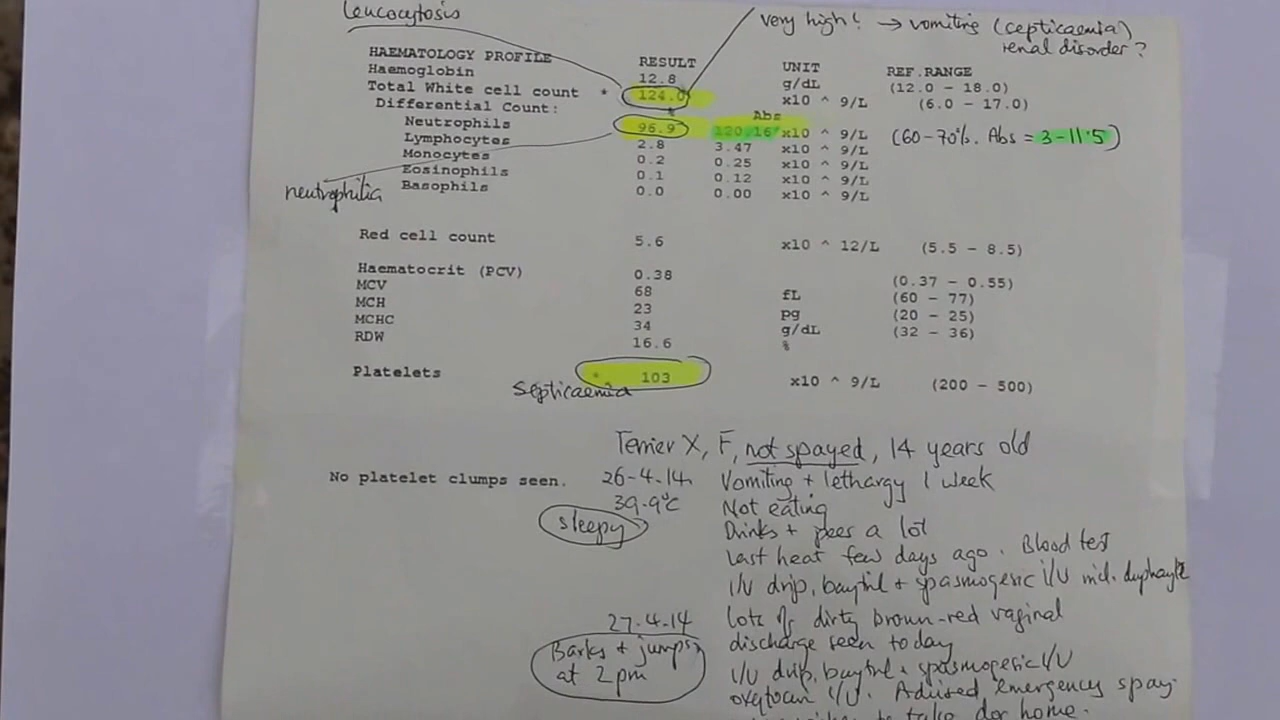 leucocytosis
very high! → vomiting (septicaemia)
renal disorder?
HAEMATOLOGY PROFILE RESULT UNIT REF.RANGE
Haemoglobin 12.8 g/dL (12.0 - 18.0)
Total White cell count * 124.0 x10 ^ 9/L (6.0 - 17.0)
Differential Count: Abs
Neutrophils 96.9 120.16 x10 ^ 9/L (60-70%. Abs = 3-11.5)
Lymphocytes 2.8 3.47 x10 ^ 9/L
Monocytes 0.2 0.25 x10 ^ 9/L
Eosinophils 0.1 0.12 x10 ^ 9/L
Basophils 0.0 0.00 x10 ^ 9/L
neutrophilia
Red cell count 5.6 x10 ^ 12/L (5.5 - 8.5)
Haematocrit (PCV) 0.38 (0.37 - 0.55)
MCV 68 fL (60 - 77)
MCH 23 pg (20 - 25)
MCHC 34 g/dL (32 - 36)
RDW 16.6 %
Platelets * 103 x10 ^ 9/L (200 - 500)
septicaemia
Terrier X, F, not spayed, 14 years old
No platelet clumps seen. 26-4-14 Vomiting + lethargy 1 week
39.9°C Not eating
sleepy Drinks + pees a lot
last heat few days ago. Blood test
I/V drip, baytril + spasmogesic I/V incl. duphalyte
27-4-14 lots of dirty brown-red vaginal
Barks + jumps discharge seen today
at 2 pm I/V drip, baytril + spasmogesic I/V
oxytocin I/V. Advised emergency spay.
to take dog home.